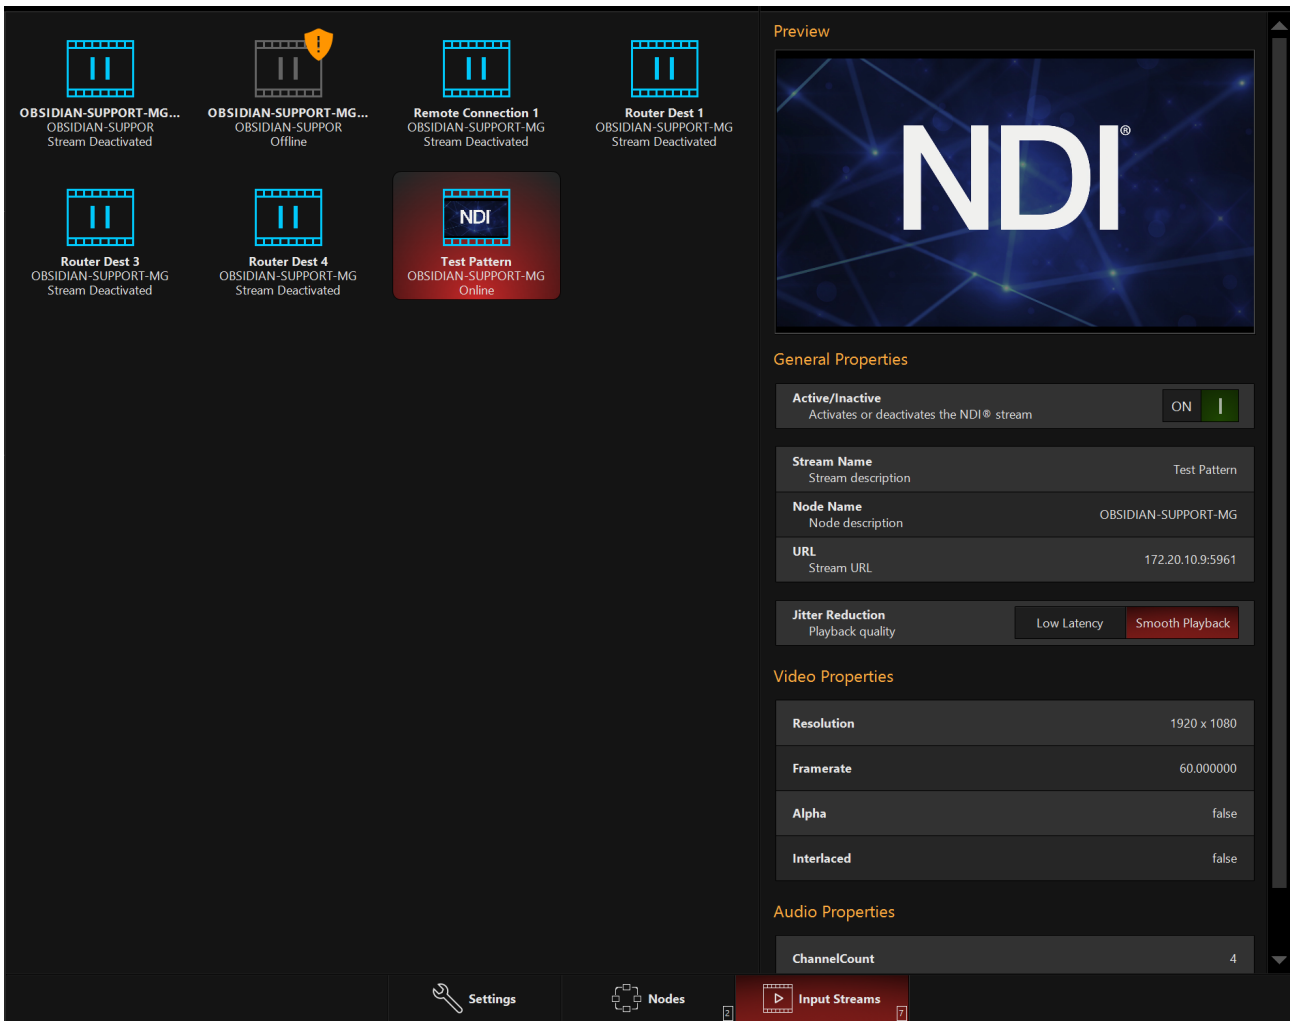 OBSIDIAN-SUPPORT-MG...
OBSIDIAN-SUPPOR
Stream Deactivated
OBSIDIAN-SUPPORT-MG...
OBSIDIAN-SUPPOR
Offline
Remote Connection 1
OBSIDIAN-SUPPORT-MG
Stream Deactivated
Router Dest 1
OBSIDIAN-SUPPORT-MG
Stream Deactivated
Router Dest 3
OBSIDIAN-SUPPORT-MG
Stream Deactivated
Router Dest 4
OBSIDIAN-SUPPORT-MG
Stream Deactivated
NDI
Test Pattern
OBSIDIAN-SUPPORT-MG
Online
Preview
NDI®
General Properties
Active/Inactive
Activates or deactivates the NDI® stream
ON
Stream Name
Stream description
Test Pattern
Node Name
Node description
OBSIDIAN-SUPPORT-MG
URL
Stream URL
172.20.10.9:5961
Jitter Reduction
Playback quality
Low Latency
Smooth Playback
Video Properties
Resolution
1920 x 1080
Framerate
60.000000
Alpha
false
Interlaced
false
Audio Properties
ChannelCount
4
Settings
Nodes
2
Input Streams
7